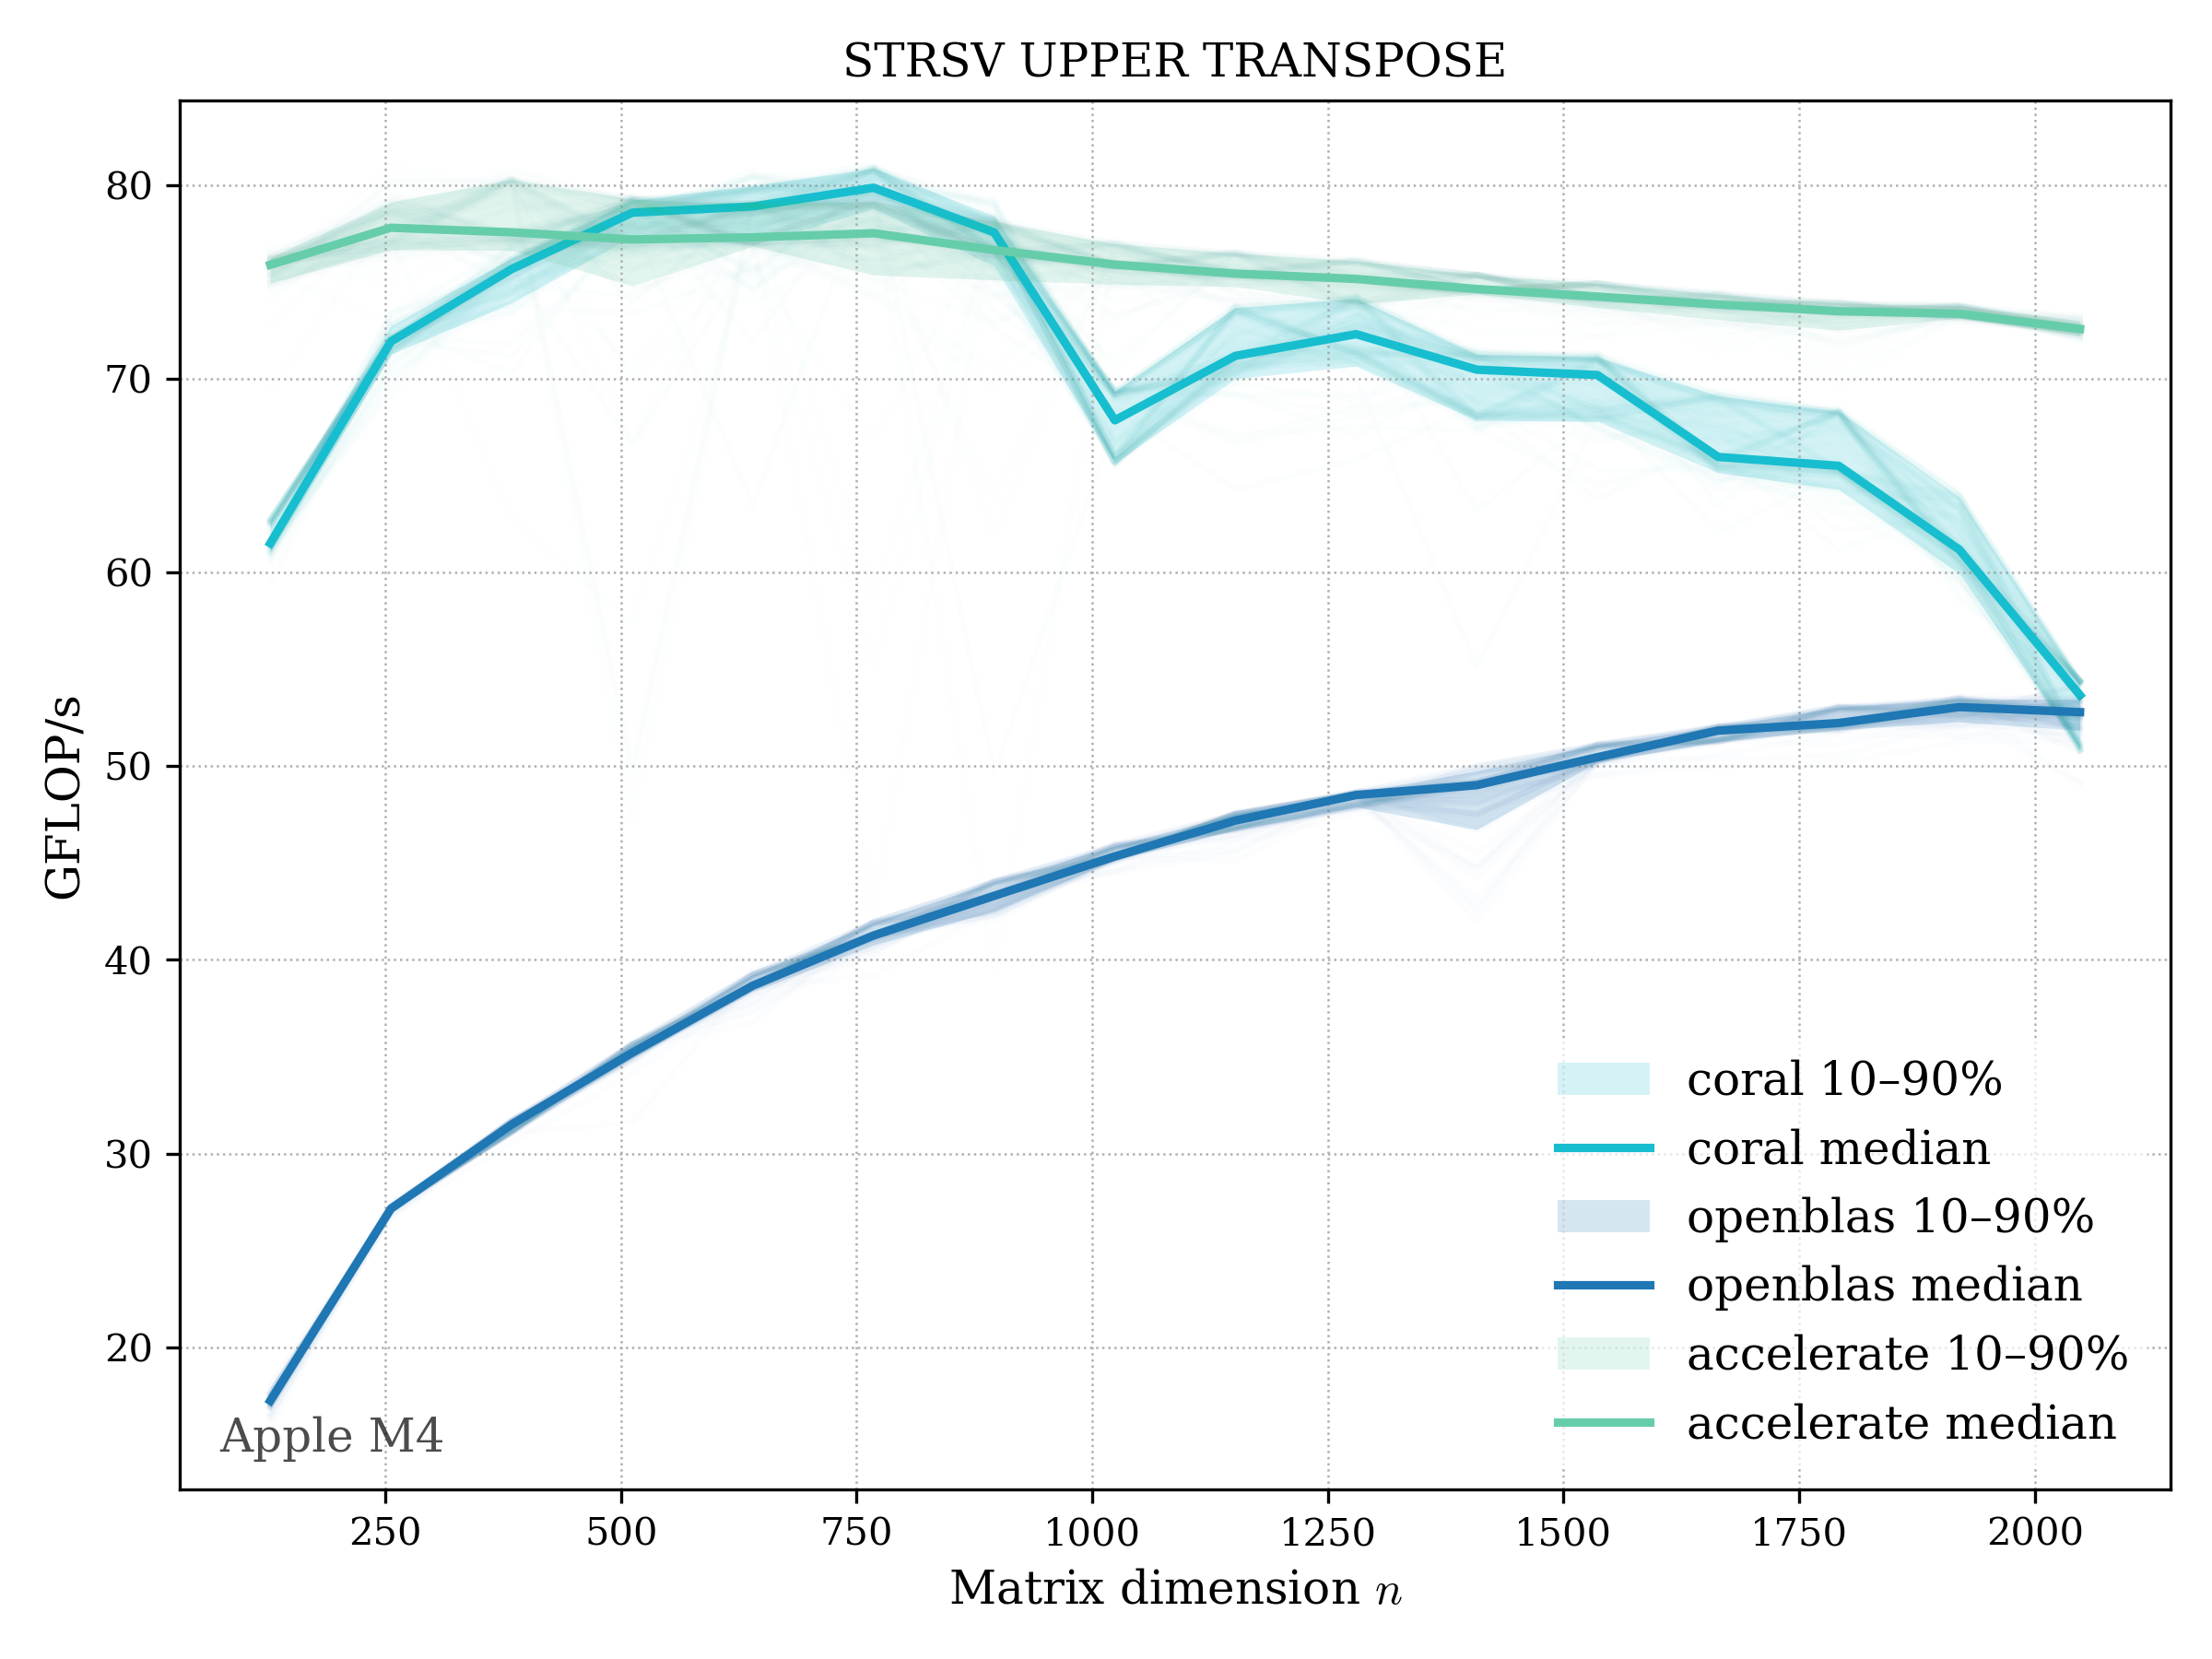 STRSV UPPER TRANSPOSE
80
70
60
50
40
30
20
GFLOP/s
coral 10–90%
coral median
openblas 10–90%
openblas median
accelerate 10–90%
accelerate median
Apple M4
250 500 750 1000 1250 1500 1750 2000
Matrix dimension n